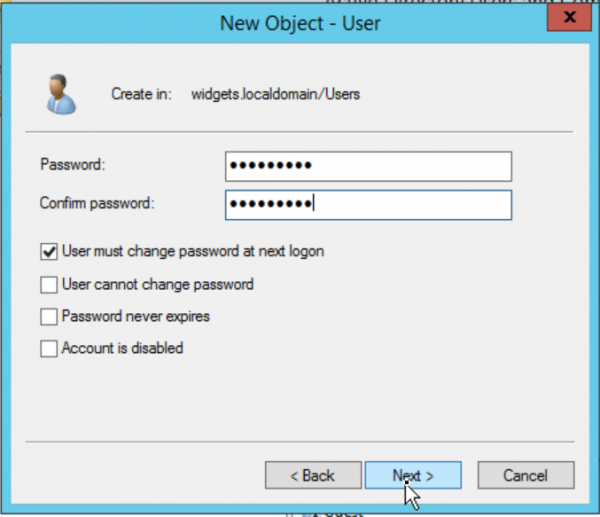 New Object - User
x
Create in: widgets.localdomain/Users
Password: •••••••••
Confirm password: •••••••••
User must change password at next logon
User cannot change password
Password never expires
Account is disabled
< Back Next > Cancel